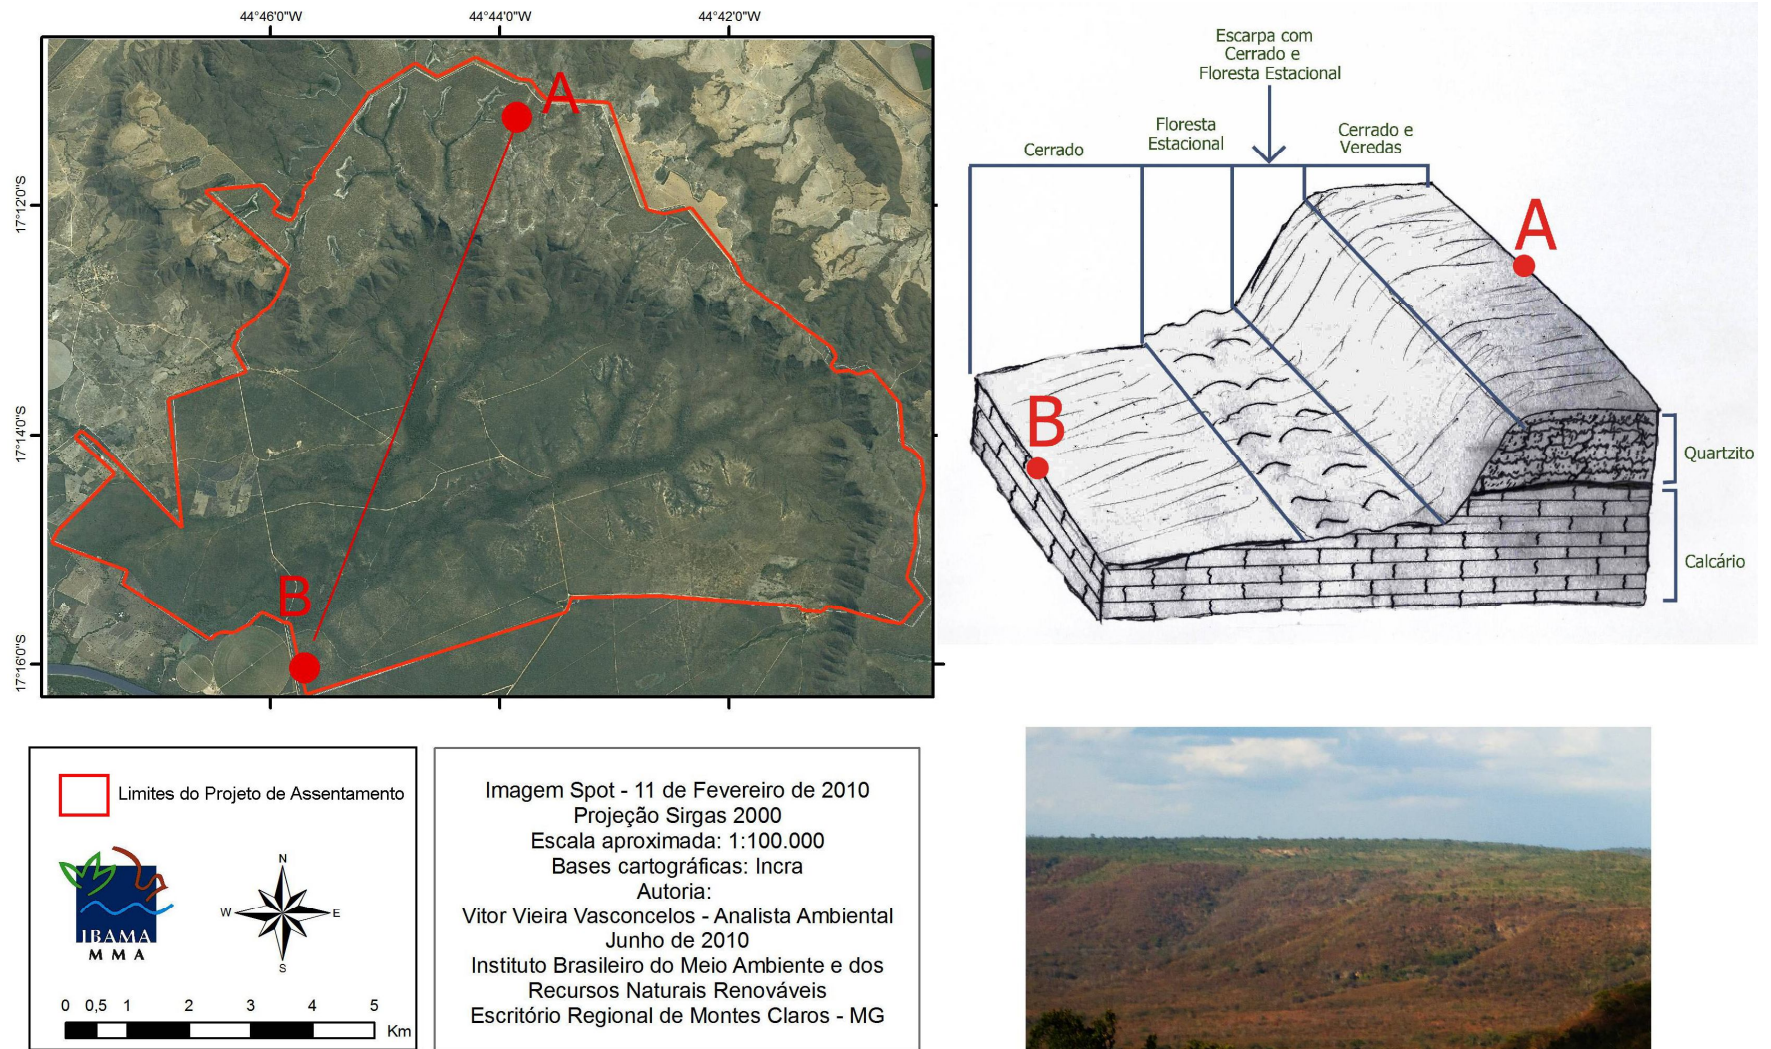 44°46'0"W
44°44'0"W
44°42'0"W
17°12'0"S
17°14'0"S
17°16'0"S
A
B
Escarpa com
Cerrado e
Floresta Estacional
Cerrado
Floresta
Estacional
Cerrado e
Veredas
A
B
Quartzito
Calcário
Limites do Projeto de Assentamento
IBAMA
M M A
N
W
E
S
0 0,5 1 2 3 4 5
Km
Imagem Spot - 11 de Fevereiro de 2010
Projeção Sirgas 2000
Escala aproximada: 1:100.000
Bases cartográficas: Incra
Autoria:
Vitor Vieira Vasconcelos - Analista Ambiental
Junho de 2010
Instituto Brasileiro do Meio Ambiente e dos
Recursos Naturais Renováveis
Escritório Regional de Montes Claros - MG